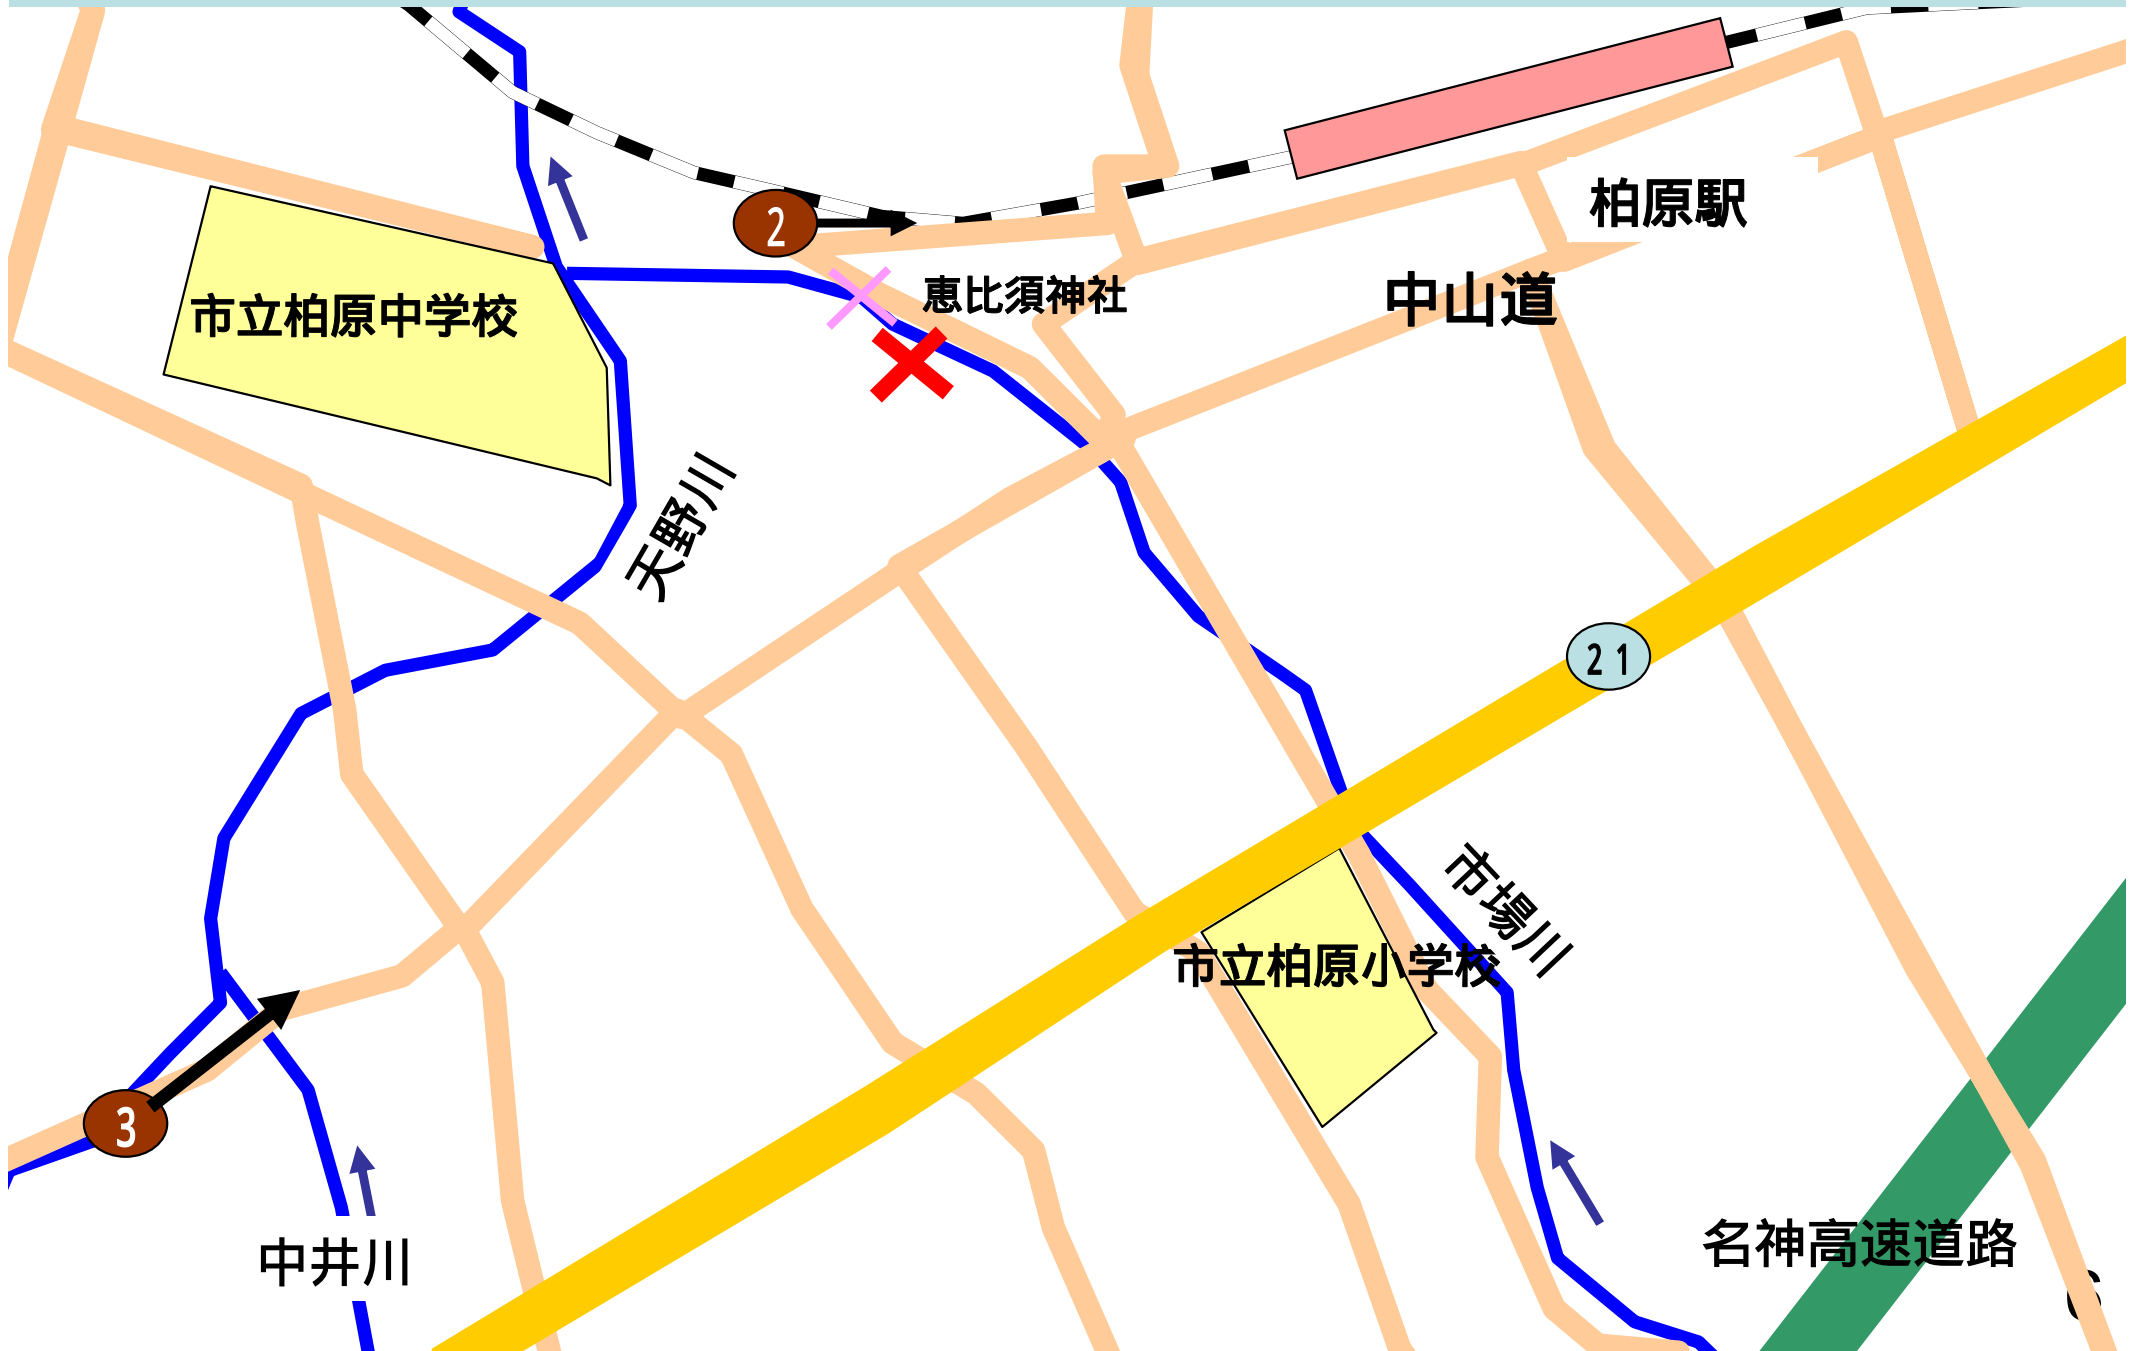 柏原駅
2
恵比須神社
中山道
市立柏原中学校
天野川
21
市場川
市立柏原小学校
3
中井川
名神高速道路
6